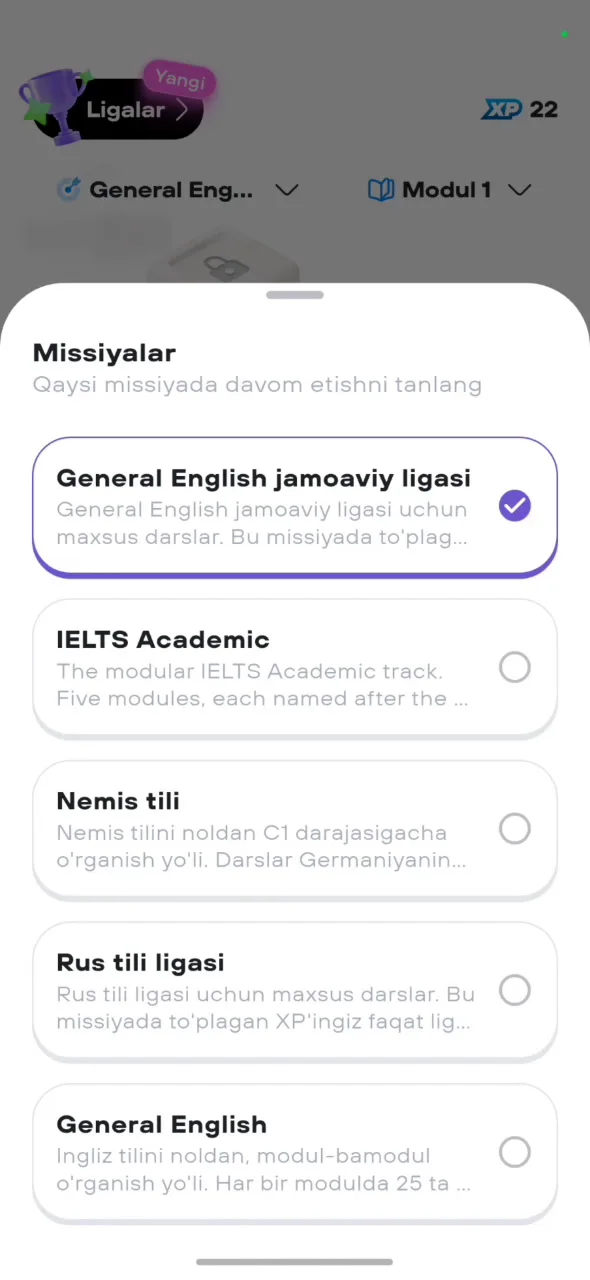 Yangi
Ligalar
XP 22
General Eng...
Modul 1
Missiyalar
Qaysi missiyada davom etishni tanlang
General English jamoaviy ligasi
General English jamoaviy ligasi uchun
maxsus darslar. Bu missiyada to'plag...
IELTS Academic
The modular IELTS Academic track.
Five modules, each named after the ...
Nemis tili
Nemis tilini noldan C1 darajasigacha
o'rganish yo'li. Darslar Germaniyanin...
Rus tili ligasi
Rus tili ligasi uchun maxsus darslar. Bu
missiyada to'plagan XP'ingiz faqat lig...
General English
Ingliz tilini noldan, modul-bamodul
o'rganish yo'li. Har bir modulda 25 ta ...